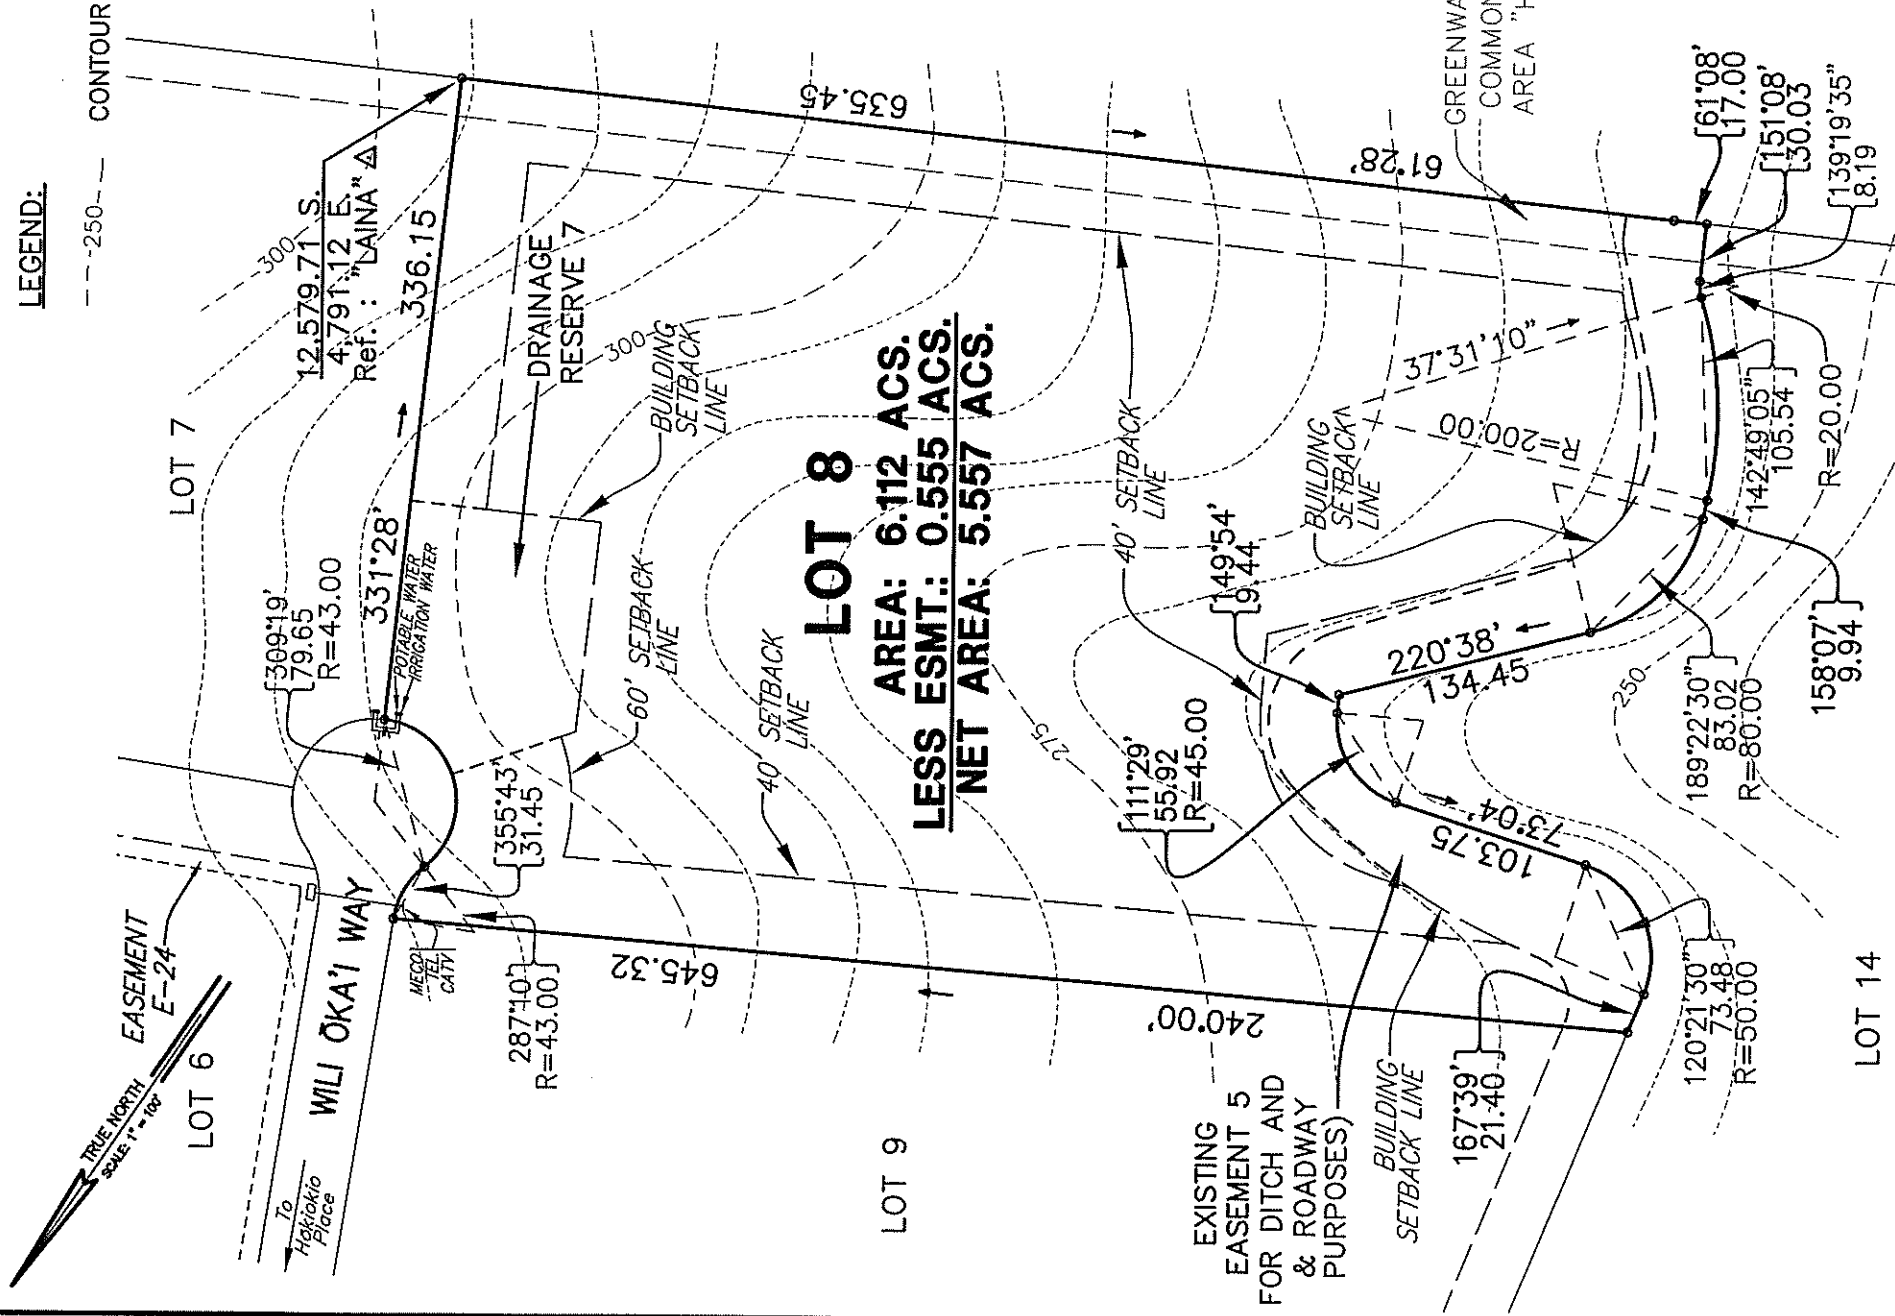 LEGEND:
---250--- CONTOUR
LOT 7
12,579.71 S.
4,791.12 E.
Ref.: "LAINA" △
300
331°28'
336.15
POTABLE WATER
IRRIGATION WATER
309°19'
79.65
R=43.00
DRAINAGE
RESERVE 7
300
BUILDING
SETBACK
LINE
60' SETBACK
LINE
40' SETBACK
LINE
635.45
61°28'
EASEMENT
E-24
TRUE NORTH
SCALE: 1" = 100'
LOT 6
WILI ŌKA'I WAY
To
Hōkiokio
Place
MECO
TEL
CATV
355°43'
31.45
287°10'
R=43.00
645.32
240°00'
LOT 8
AREA: 6.112 ACS.
LESS ESMT.: 0.555 ACS.
NET AREA: 5.557 ACS.
LOT 9
275
40' SETBACK
LINE
BUILDING
SETBACK
LINE
37°31'10"
R=200.00
GREENWA
COMMON
AREA "H
61°08'
17.00
151°08'
30.03
139°19'35"
8.19
R=20.00
142°49'05"
105.54
158°07'
9.94
189°22'30"
83.02
R=80.00
220°38'
134.45
149°54'
9.44
111°29'
55.92
R=45.00
73°04'
103.75
250
120°21'30"
73.48
R=50.00
167°39'
21.40
EXISTING
EASEMENT 5
FOR DITCH AND
& ROADWAY
PURPOSES)
BUILDING
SETBACK LINE
LOT 14